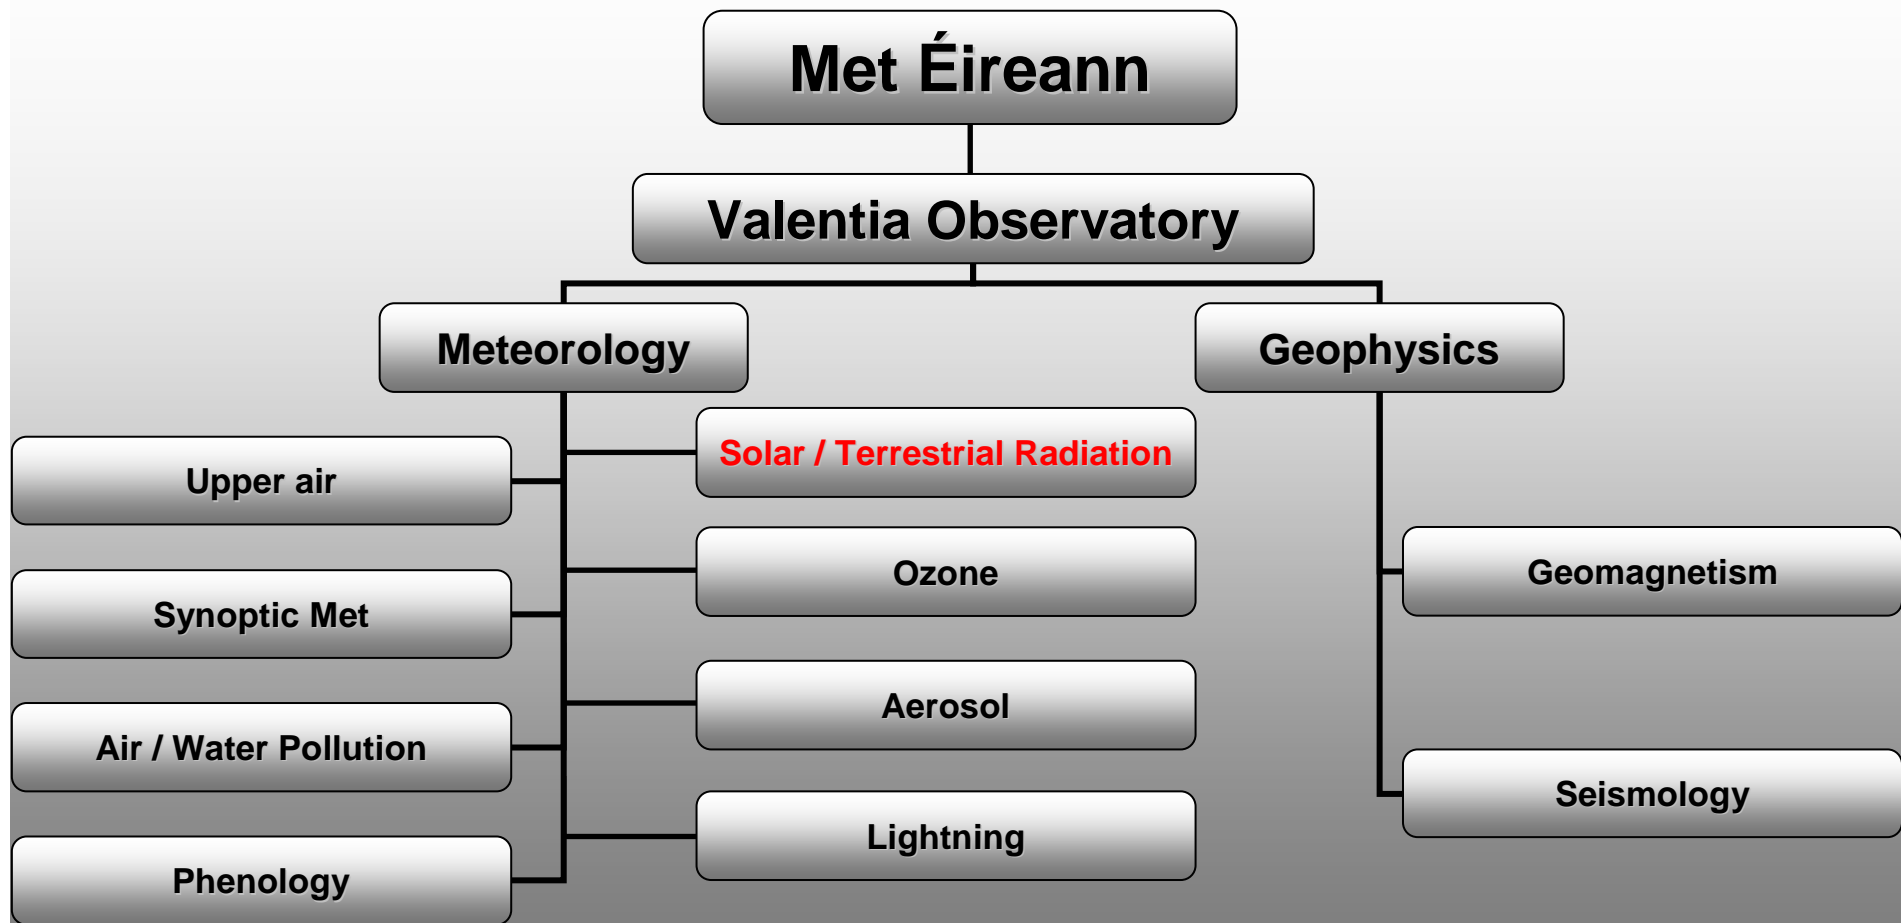 Met Éireann
Valentia Observatory
Meteorology
Geophysics
Solar / Terrestrial Radiation
Upper air
Ozone
Geomagnetism
Synoptic Met
Aerosol
Air / Water Pollution
Seismology
Lightning
Phenology